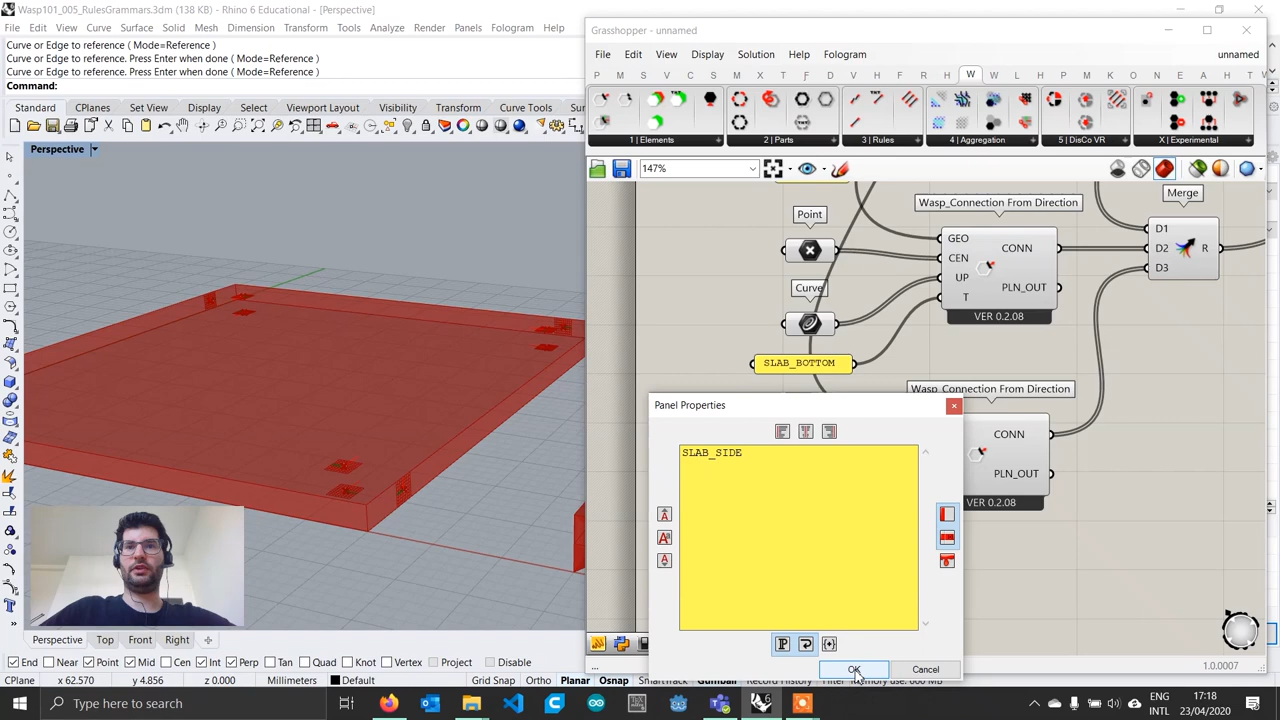 Wasp101_005_RulesGrammars.3dm (138 KB) - Rhino 6 Educational - [Perspective]
File Edit View Curve Surface Solid Mesh Dimension Transform Tools Analyze Render Panels Fologram
Curve or Edge to reference ( Mode=Reference )
Curve or Edge to reference. Press Enter when done ( Mode=Reference )
Curve or Edge to reference. Press Enter when done ( Mode=Reference )
Command:
Standard CPlanes Set View Display Select Viewport Layout Visibility Transform Curve Tools
Perspective
Grasshopper - unnamed
File Edit View Display Solution Help Fologram unnamed
P M S V C S M X T F D V H H W W L H C P M O N E A G T
1 | Elements 2 | Parts 3 | Rules 4 | Aggregation 5 | DisCo VR X | Experimental
147%
Point
Wasp_Connection From Direction
Merge
GEO
CEN
UP
T
CONN
PLN_OUT
VER 0.2.08
D1
D2
D3
R
Curve
SLAB_BOTTOM
Wasp_Connection From Direction
CONN
PLN_OUT
VER 0.2.08
Panel Properties
SLAB_SIDE
OK Cancel
...
1.0.0007
Perspective Top Front Right
End Near Point Mid Cen Int Perp Tan Quad Knot Vertex Project Disable
CPlane x 62.570 y 4.856 z 0.000 Millimeters Default Grid Snap Ortho Planar Osnap SmartTrack Gumball Record History Filter
Type here to search
ENG
INTL
17:18
23/04/2020